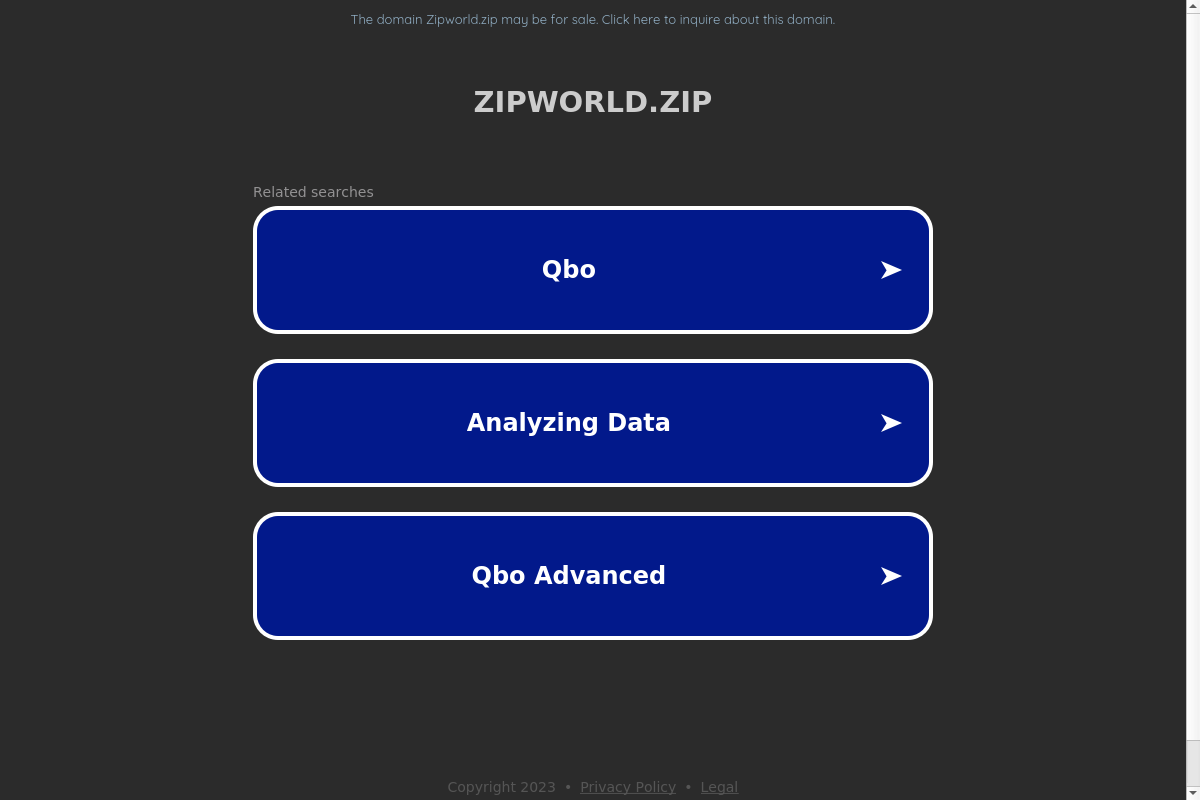 The domain Zipworld.zip may be for sale. Click here to inquire about this domain.
ZIPWORLD.ZIP
Related searches
Qbo
Analyzing Data
Qbo Advanced
Copyright 2023 • Privacy Policy • Legal